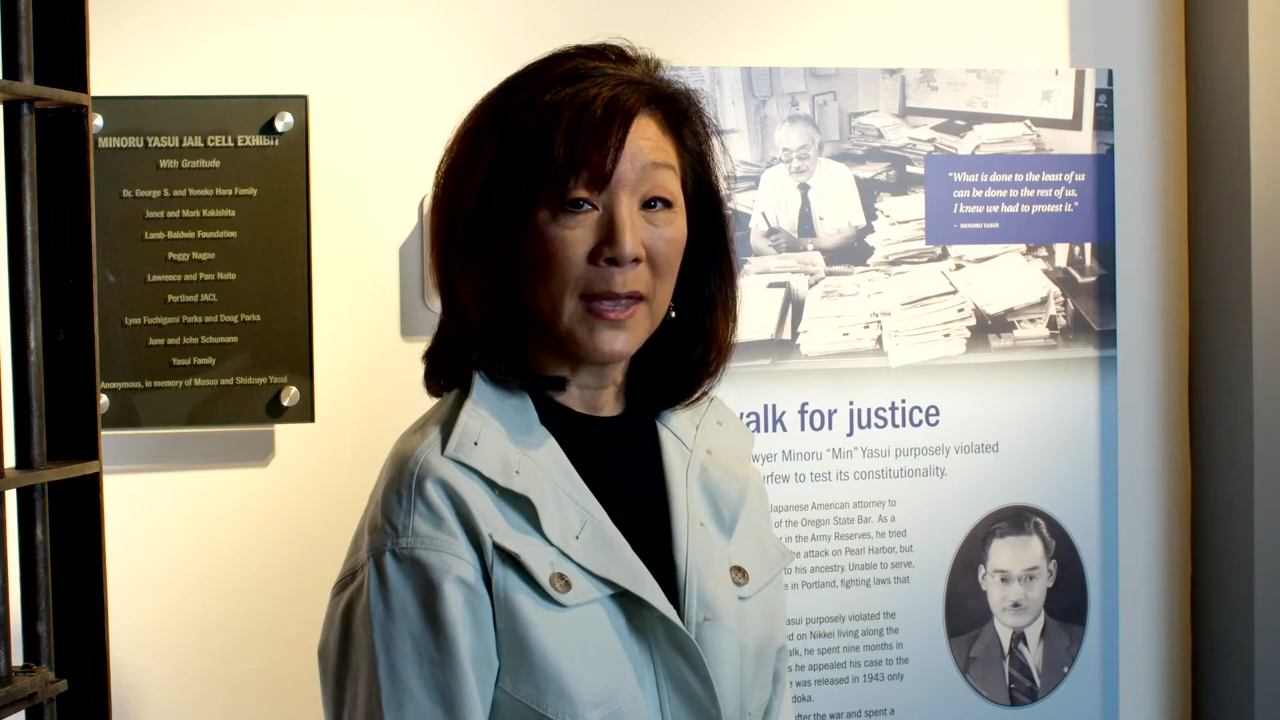 MINORU YASUI JAIL CELL EXHIBIT
With Gratitude
Dr. George S. and Yoneko Hara Family
Janet and Mark Kakishita
Lamb-Baldwin Foundation
Peggy Nagae
Lawrence and Pam Naito
Portland JACL
Lynn Fuchigami Parks and Doug Parks
June and John Schumann
Yasui Family
Anonymous, in memory of Masuo and Shidzuyo Yasui
“What is done to the least of us
can be done to the rest of us,
I knew we had to protest it.”
– MINORU YASUI
alk for justice
wyer Minoru “Min” Yasui purposely violated
urfew to test its constitutionality.
Japanese American attorney to
of the Oregon State Bar. As a
r in the Army Reserves, he tried
he attack on Pearl Harbor, but
to his ancestry. Unable to serve,
e in Portland, fighting laws that
asui purposely violated the
d on Nikkei living along the
alk, he spent nine months in
s he appealed his case to the
e was released in 1943 only
doka.
after the war and spent a